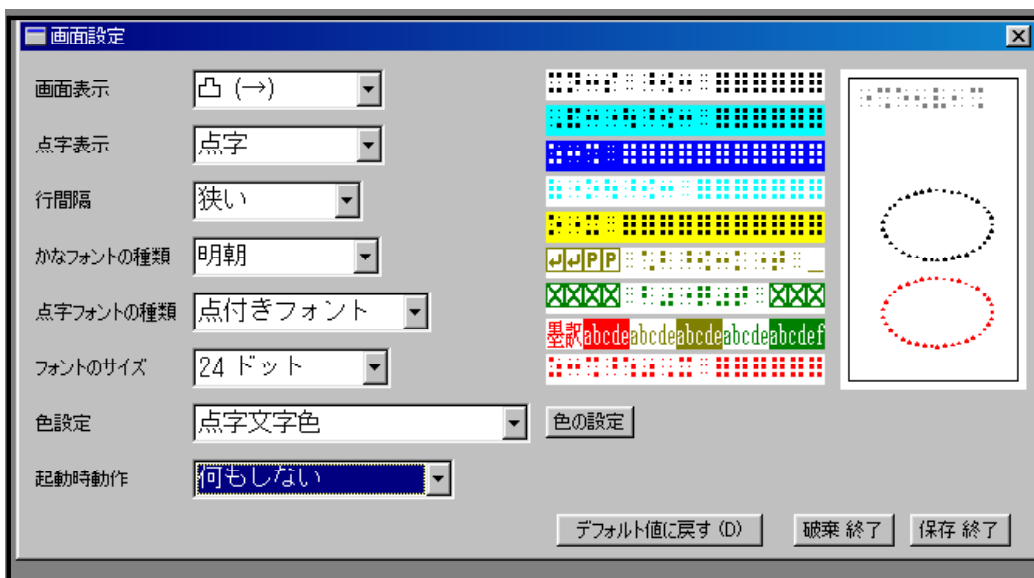 画面設定
画面表示 凸 (→)
点字表示 点字
行間隔 狭い
かなフォントの種類 明朝
点字フォントの種類 点付きフォント
フォントのサイズ 24 ドット
色設定 点字文字色 色の設定
起動時動作 何もしない
PP
墨訳abcdeabcdeabcdeabcdeabcdef
デフォルト値に戻す (D) 破棄 終了 保存 終了